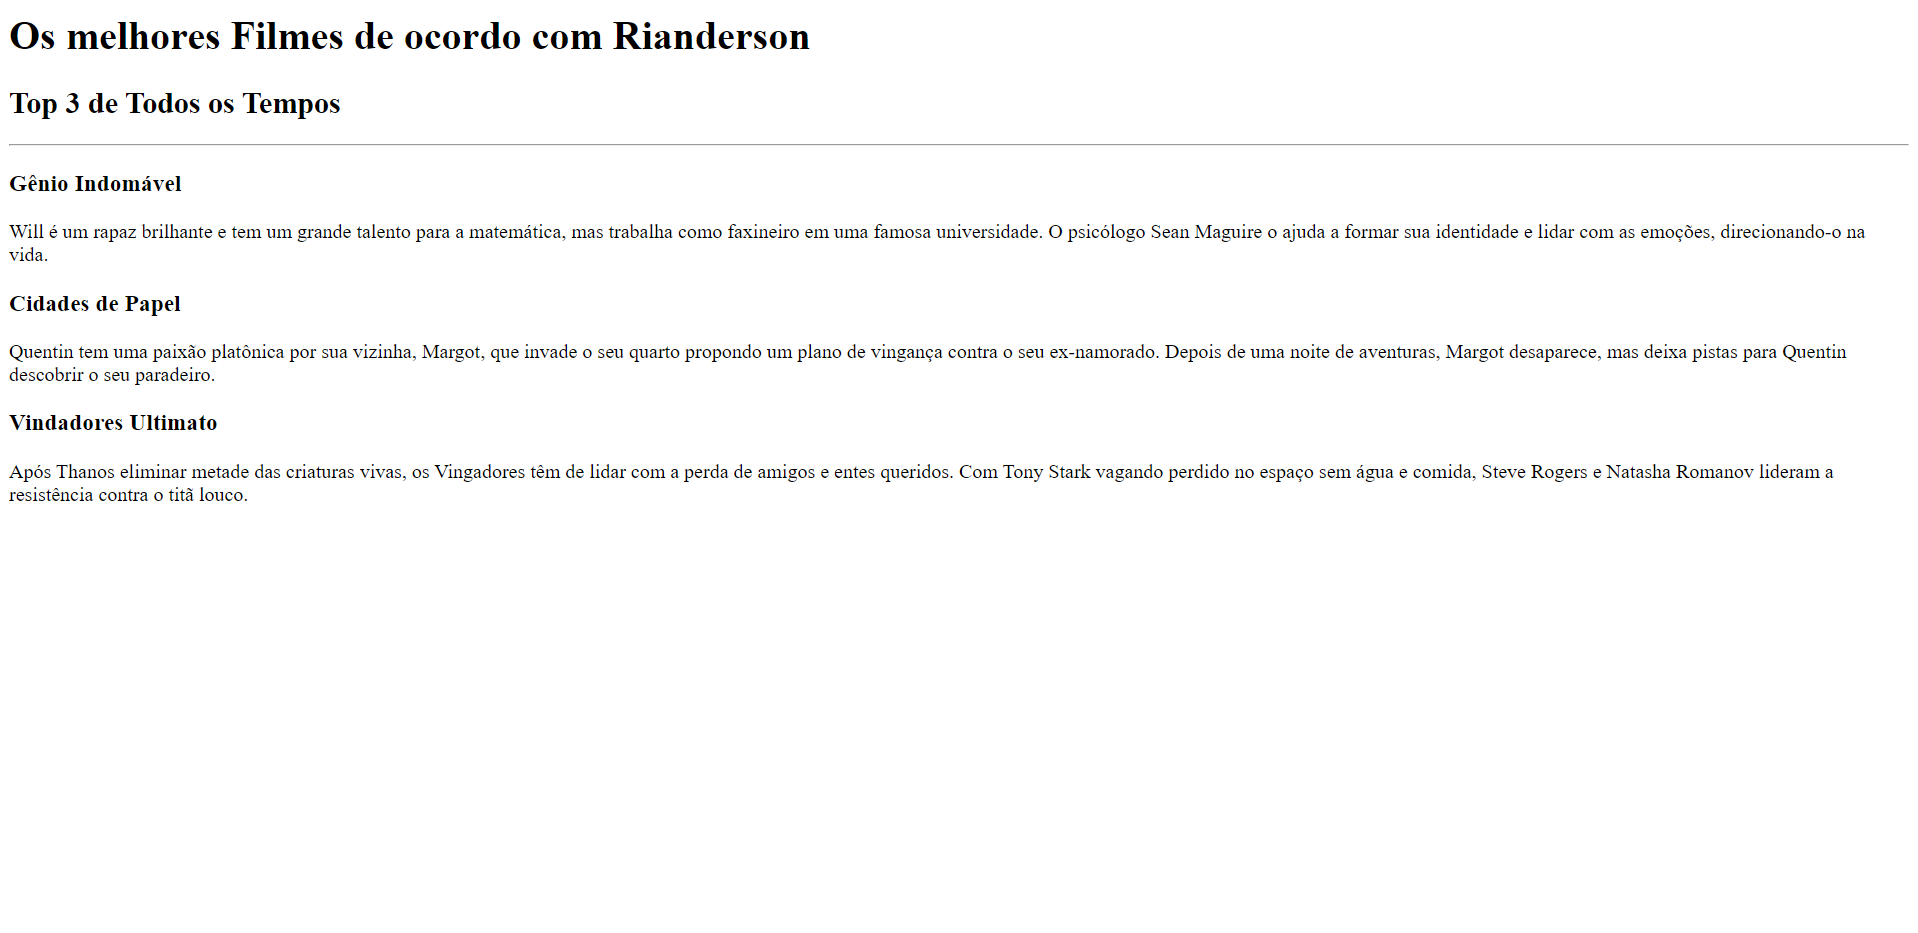 Os melhores Filmes de ocordo com Rianderson
Top 3 de Todos os Tempos
Gênio Indomável
Will é um rapaz brilhante e tem um grande talento para a matemática, mas trabalha como faxineiro em uma famosa universidade. O psicólogo Sean Maguire o ajuda a formar sua identidade e lidar com as emoções, direcionando-o na
vida.
Cidades de Papel
Quentin tem uma paixão platônica por sua vizinha, Margot, que invade o seu quarto propondo um plano de vingança contra o seu ex-namorado. Depois de uma noite de aventuras, Margot desaparece, mas deixa pistas para Quentin
descobrir o seu paradeiro.
Vindadores Ultimato
Após Thanos eliminar metade das criaturas vivas, os Vingadores têm de lidar com a perda de amigos e entes queridos. Com Tony Stark vagando perdido no espaço sem água e comida, Steve Rogers e Natasha Romanov lideram a
resistência contra o titã louco.